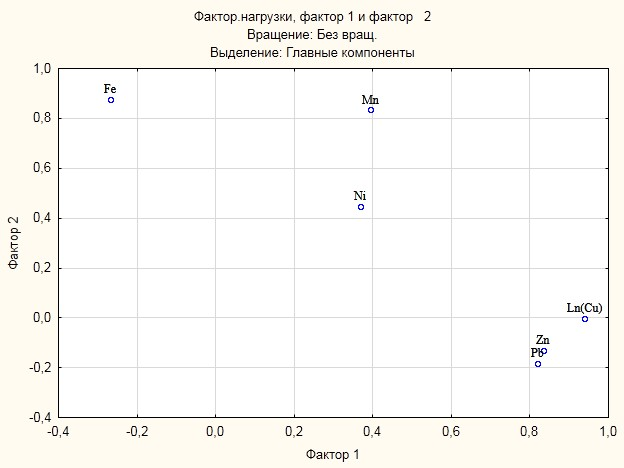 Фактор.нагрузки, фактор 1 и фактор 2
Вращение: Без вращ.
Выделение: Главные компоненты
1,0
0,8
0,6
0,4
0,2
0,0
-0,2
-0,4
Фактор 2
Fe
Mn
Ni
Ln(Cu)
Zn
Pb
-0,4 -0,2 0,0 0,2 0,4 0,6 0,8 1,0
Фактор 1